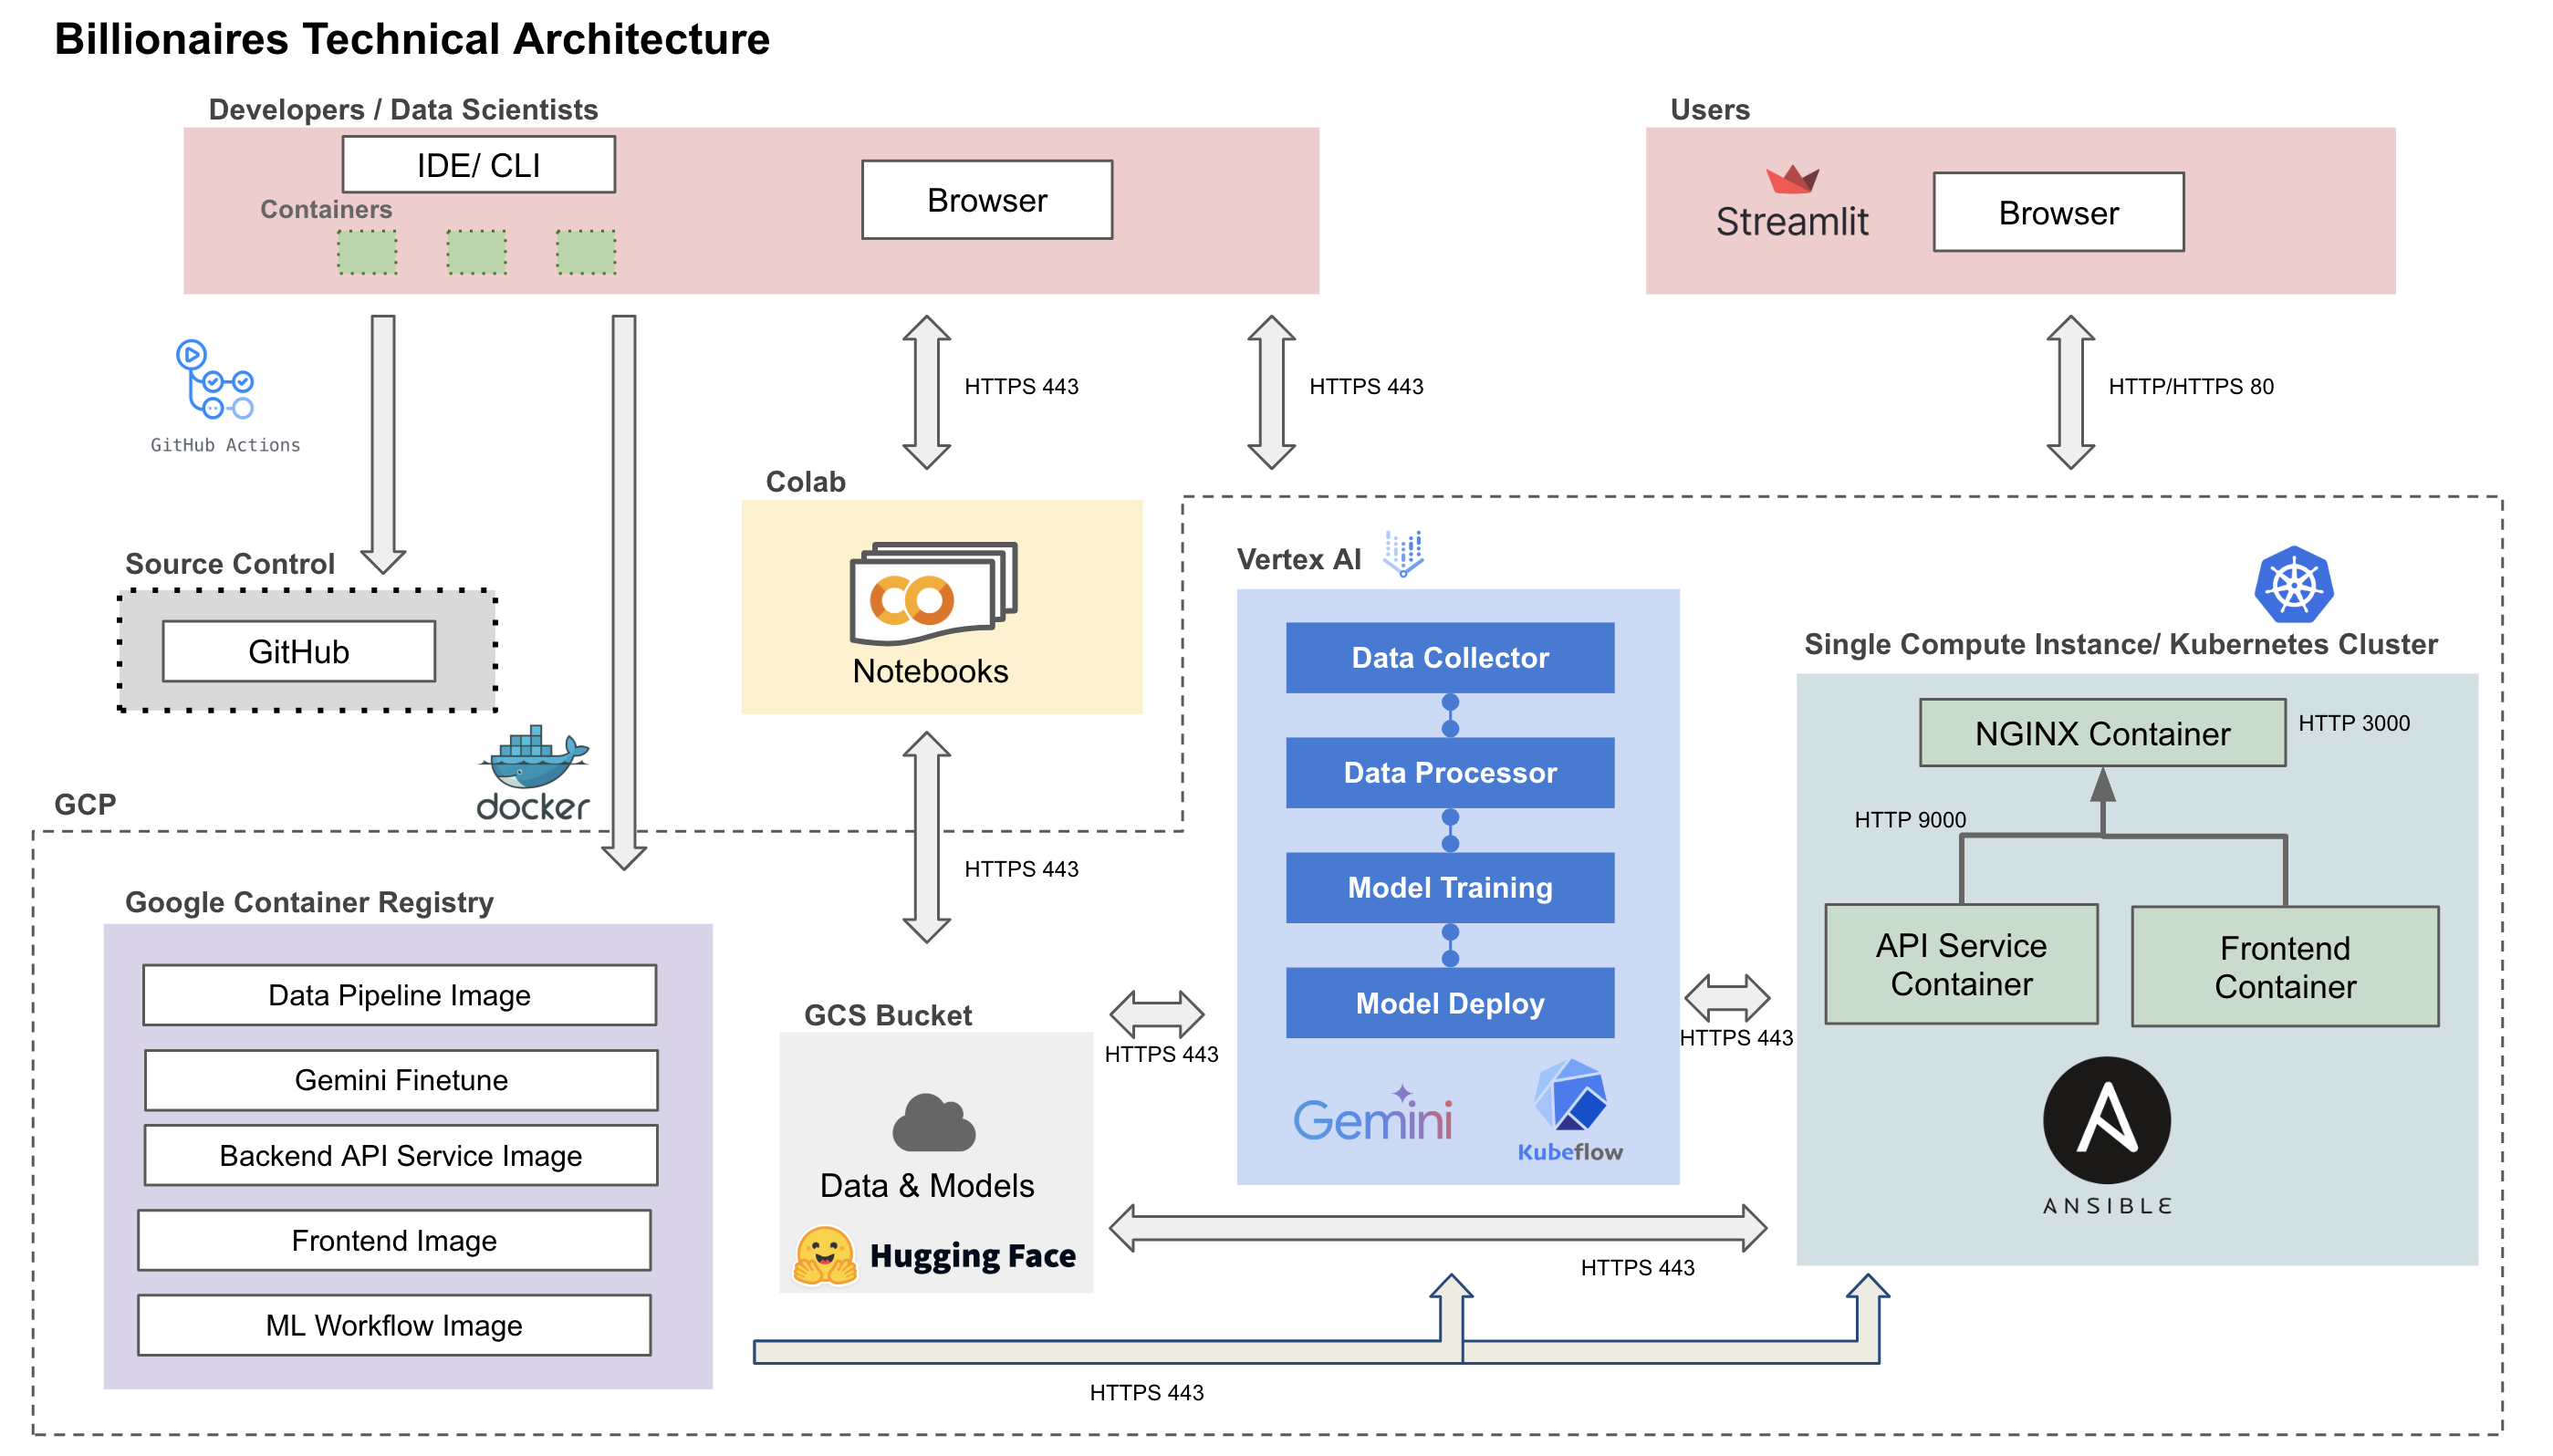 Billionaires Technical Architecture
Developers / Data Scientists
IDE/ CLI
Containers
Browser
Users
Streamlit
Browser
GitHub Actions
HTTPS 443
HTTPS 443
HTTP/HTTPS 80
Source Control
GitHub
docker
Colab
Notebooks
HTTPS 443
GCP
Google Container Registry
Data Pipeline Image
Gemini Finetune
Backend API Service Image
Frontend Image
ML Workflow Image
GCS Bucket
Data & Models
Hugging Face
HTTPS 443
Vertex AI
Data Collector
Data Processor
Model Training
Model Deploy
Gemini
Kubeflow
HTTPS 443
Single Compute Instance/ Kubernetes Cluster
NGINX Container
HTTP 3000
HTTP 9000
API Service
Container
Frontend
Container
ANSIBLE
HTTPS 443
HTTPS 443